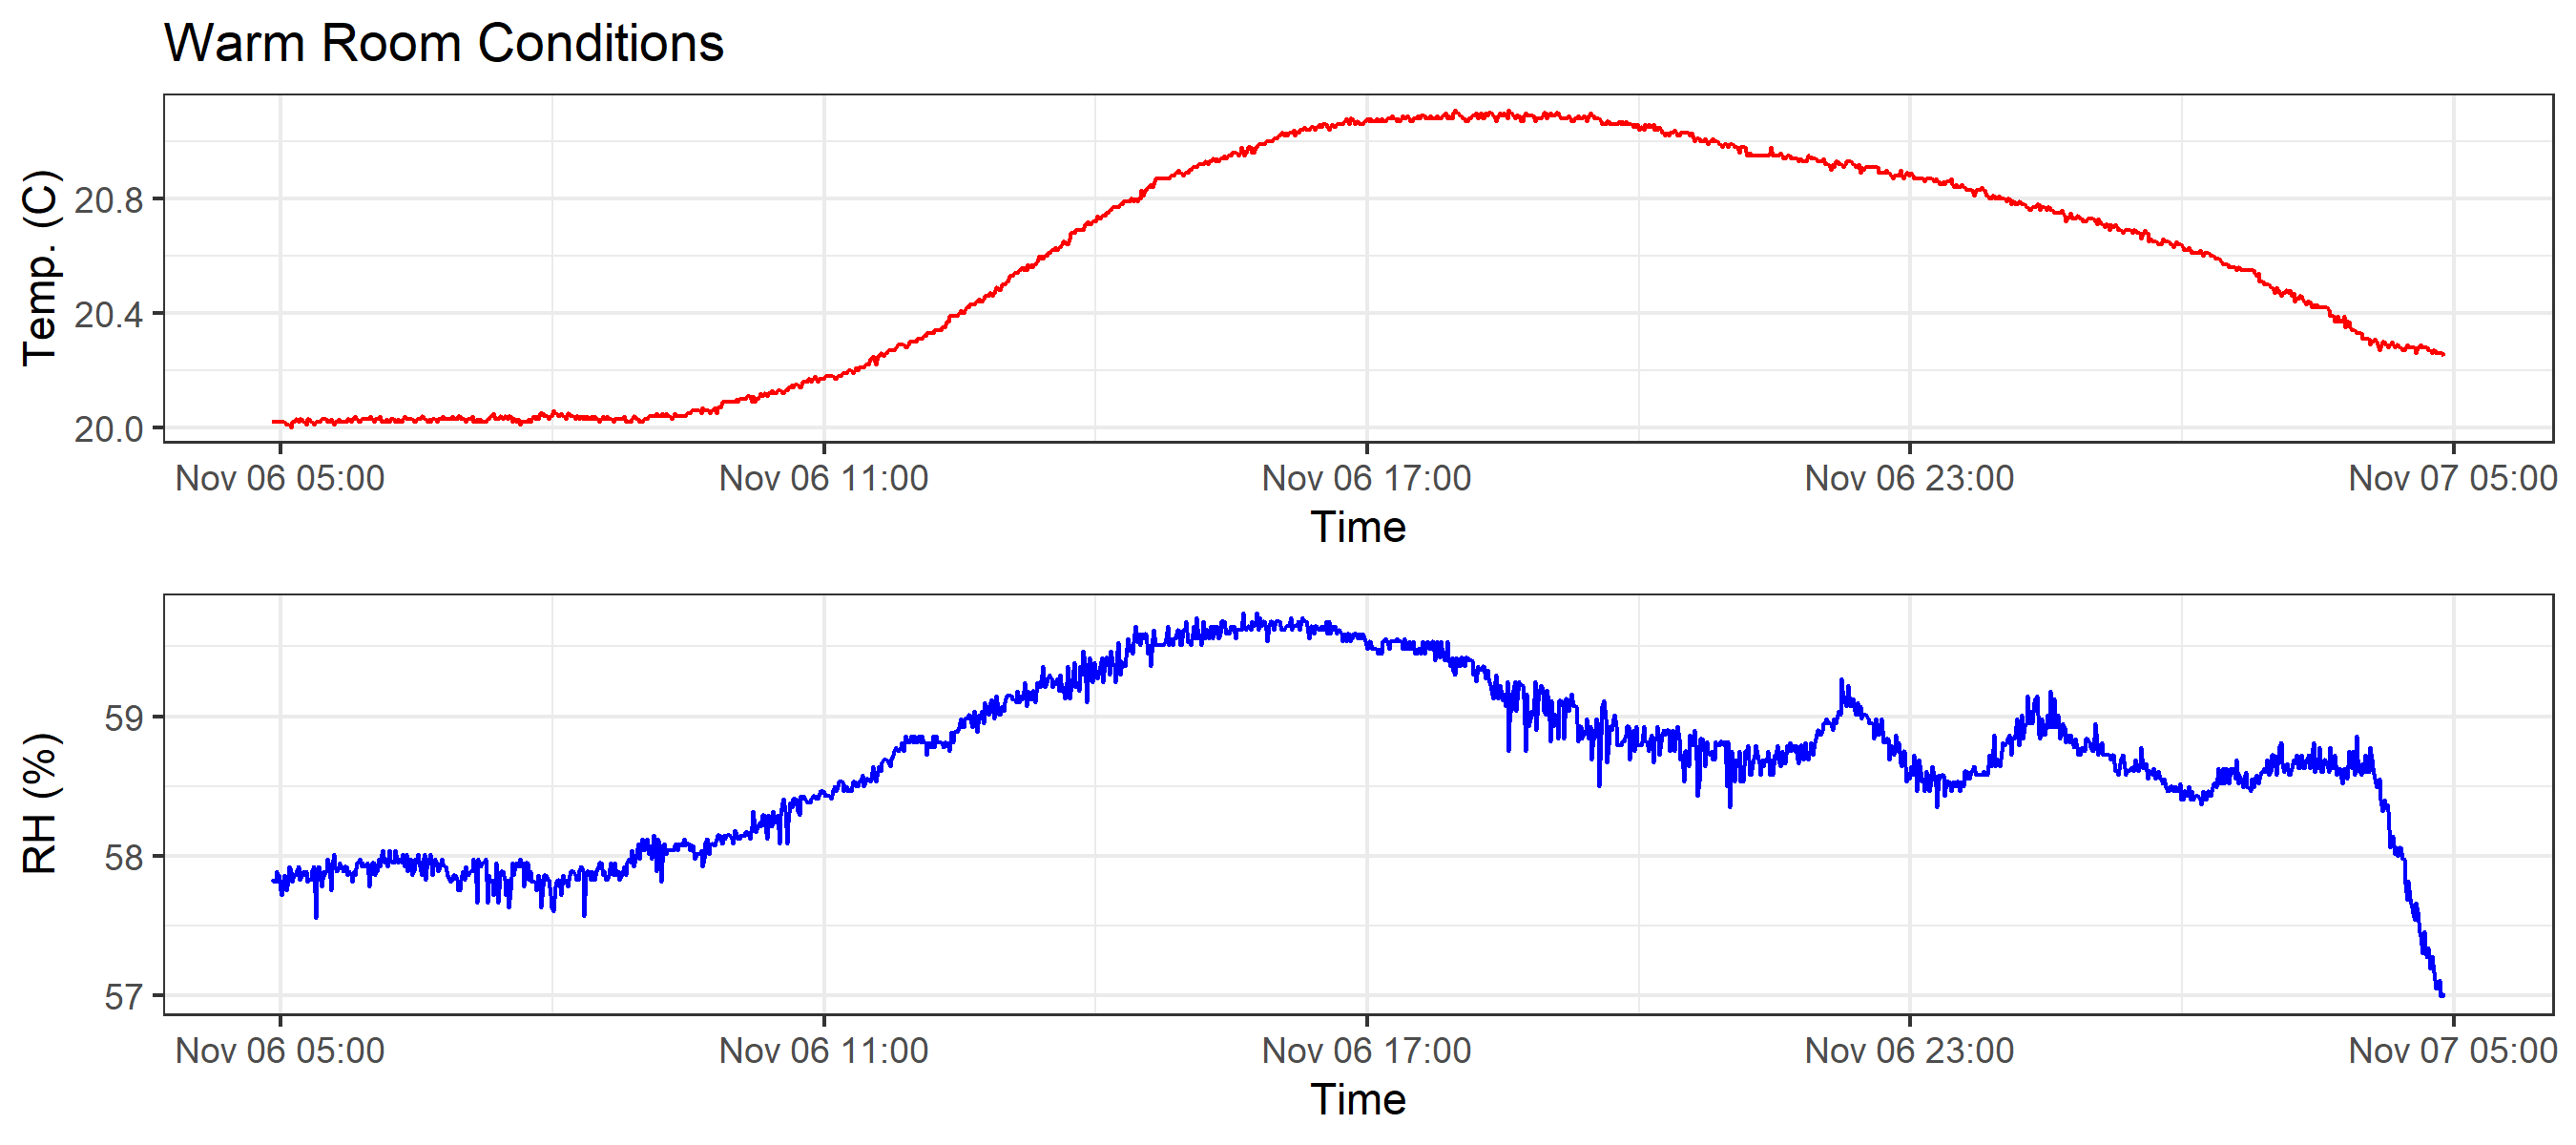 Warm Room Conditions
Temp. (C)
20.8
20.4
20.0
Nov 06 05:00 Nov 06 11:00 Nov 06 17:00 Nov 06 23:00 Nov 07 05:00
Time
RH (%)
59
58
57
Nov 06 05:00 Nov 06 11:00 Nov 06 17:00 Nov 06 23:00 Nov 07 05:00
Time